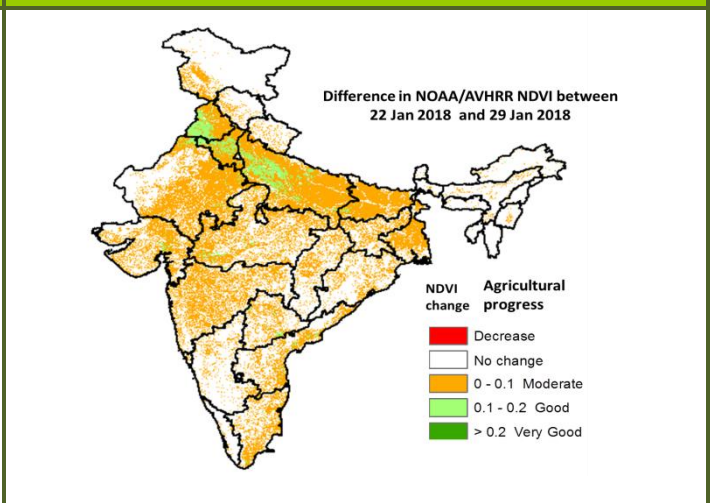 Difference in NOAA/AVHRR NDVI between
22 Jan 2018 and 29 Jan 2018
NDVI change
Agricultural progress
Decrease
No change
0 - 0.1 Moderate
0.1 - 0.2 Good
> 0.2 Very Good